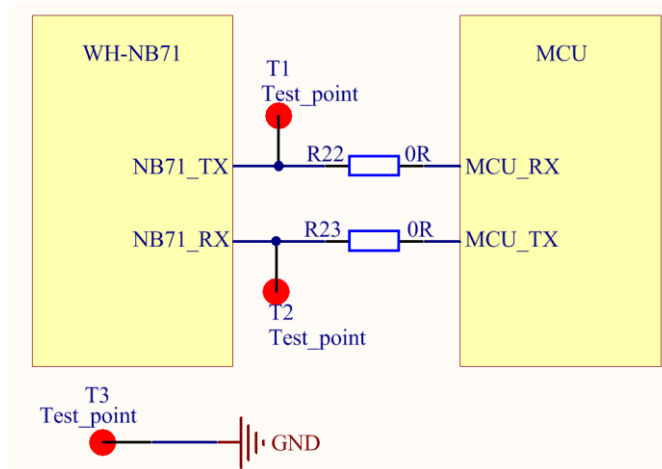 WH-NB71
MCU
T1
Test_point
NB71_TX
R22
0R
MCU_RX
NB71_RX
R23
0R
MCU_TX
T2
Test_point
T3
Test_point
GND